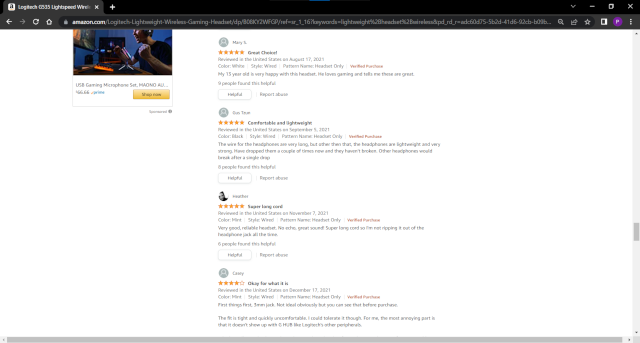 Logitech G535 Lightspeed Wirele
amazon.com/Logitech-Lightweight-Wireless-Gaming-Headset/dp/B08KY2WFGP/ref=sr_1_16?keywords=lightweight%2Bheadset%2Bwireless&pd_rd_r=adc60d75-5b2d-41d6-92cb-b09b...
P
USB Gaming Microphone Set, MAONO AU...
Shop now
Sponsored
Mary S.
Great Choice!
Reviewed in the United States on August 17, 2021
Color: White | Style: Wired | Pattern Name: Headset Only | Verified Purchase
My 15 year old is very happy with this headset. He loves gaming and tells me these are great.
9 people found this helpful
Helpful | Report abuse
Comfortable and lightweight
Reviewed in the United States on September 5, 2021
Color: Black | Style: Wired | Pattern Name: Headset Only | Verified Purchase
The wire for the headphones are very long, but other then that, the headphones are lightweight and very
strong. Have dropped them a couple of times now and they haven't broken. Other headphones would
break after a single drop
8 people found this helpful
Helpful | Report abuse
Heather
Super long cord
Reviewed in the United States on November 7, 2021
Color: Mint | Style: Wired | Pattern Name: Headset Only | Verified Purchase
Very good, reliable headset. No echo, great sound! Super long cord so I'm not ripping it out of the
headphone jack all the time.
6 people found this helpful
Helpful | Report abuse
Casey
Okay for what it is
Reviewed in the United States on December 17, 2021
Color: Mint | Style: Wired | Pattern Name: Headset Only | Verified Purchase
First things first, 3mm jack. Not ideal obviously but you can see that before purchase.
The fit is tight and quickly uncomfortable. I could tolerate it though. For me, the most annoying part is
that it doesn't show up with G HUB like Logitech's other peripherals.